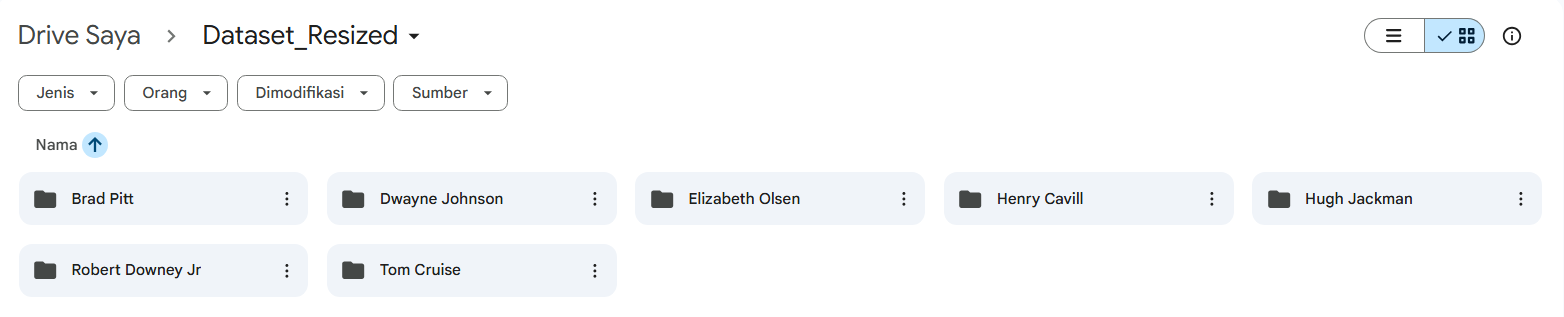 Drive Saya > Dataset_Resized
Jenis Orang Dimodifikasi Sumber
Nama
Brad Pitt Dwayne Johnson Elizabeth Olsen Henry Cavill Hugh Jackman
Robert Downey Jr Tom Cruise